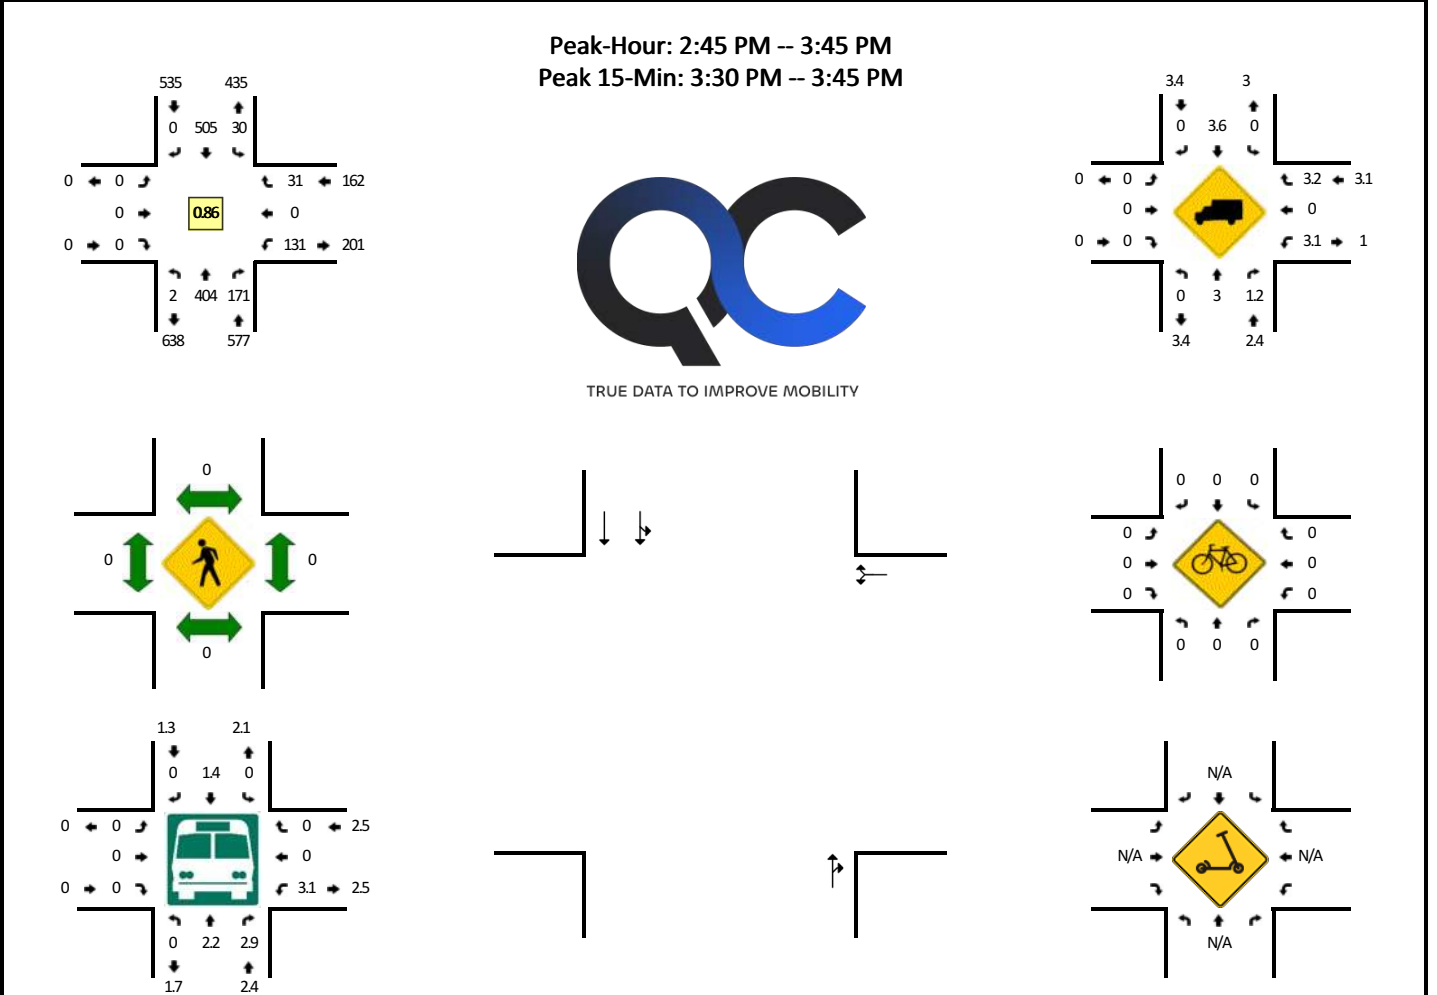 Peak-Hour: 2:45 PM -- 3:45 PM
Peak 15-Min: 3:30 PM -- 3:45 PM
535 435
0 505 30
0 0 31 162
0 0.86 0
0 0 131 201
2 404 171
638 577
3.4 3
0 3.6 0
0 0 3.2 3.1
0 0
0 0 3.1 1
0 3 1.2
3.4 2.4
QC
TRUE DATA TO IMPROVE MOBILITY
0
0 0
0
0 0 0
0 0
0 0
0 0
0 0 0
1.3 2.1
0 1.4 0
0 0 0 2.5
0 0
0 0 3.1 2.5
0 2.2 2.9
1.7 2.4
N/A
N/A N/A
N/A